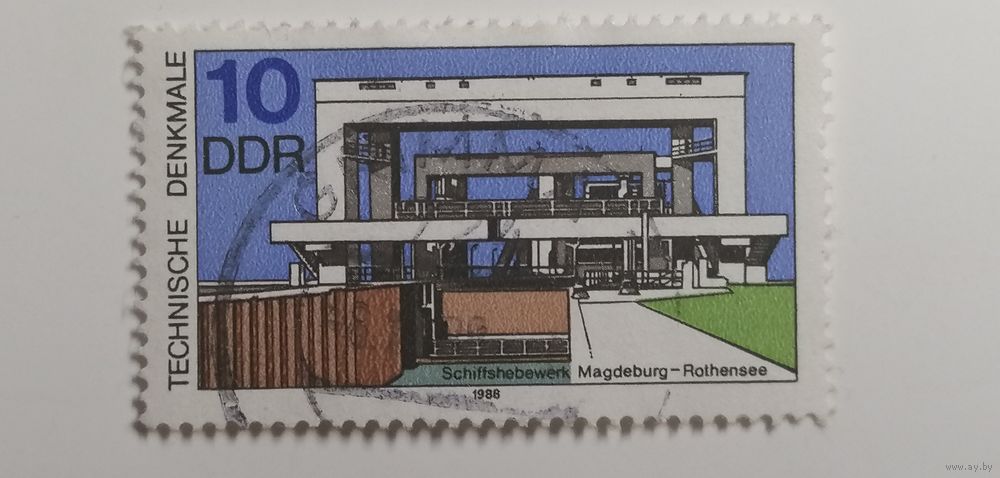 TECHNISCHE DENKMALE
10
DDR
Schiffshebewerk Magdeburg-Rothensee
1988
www.ay.by